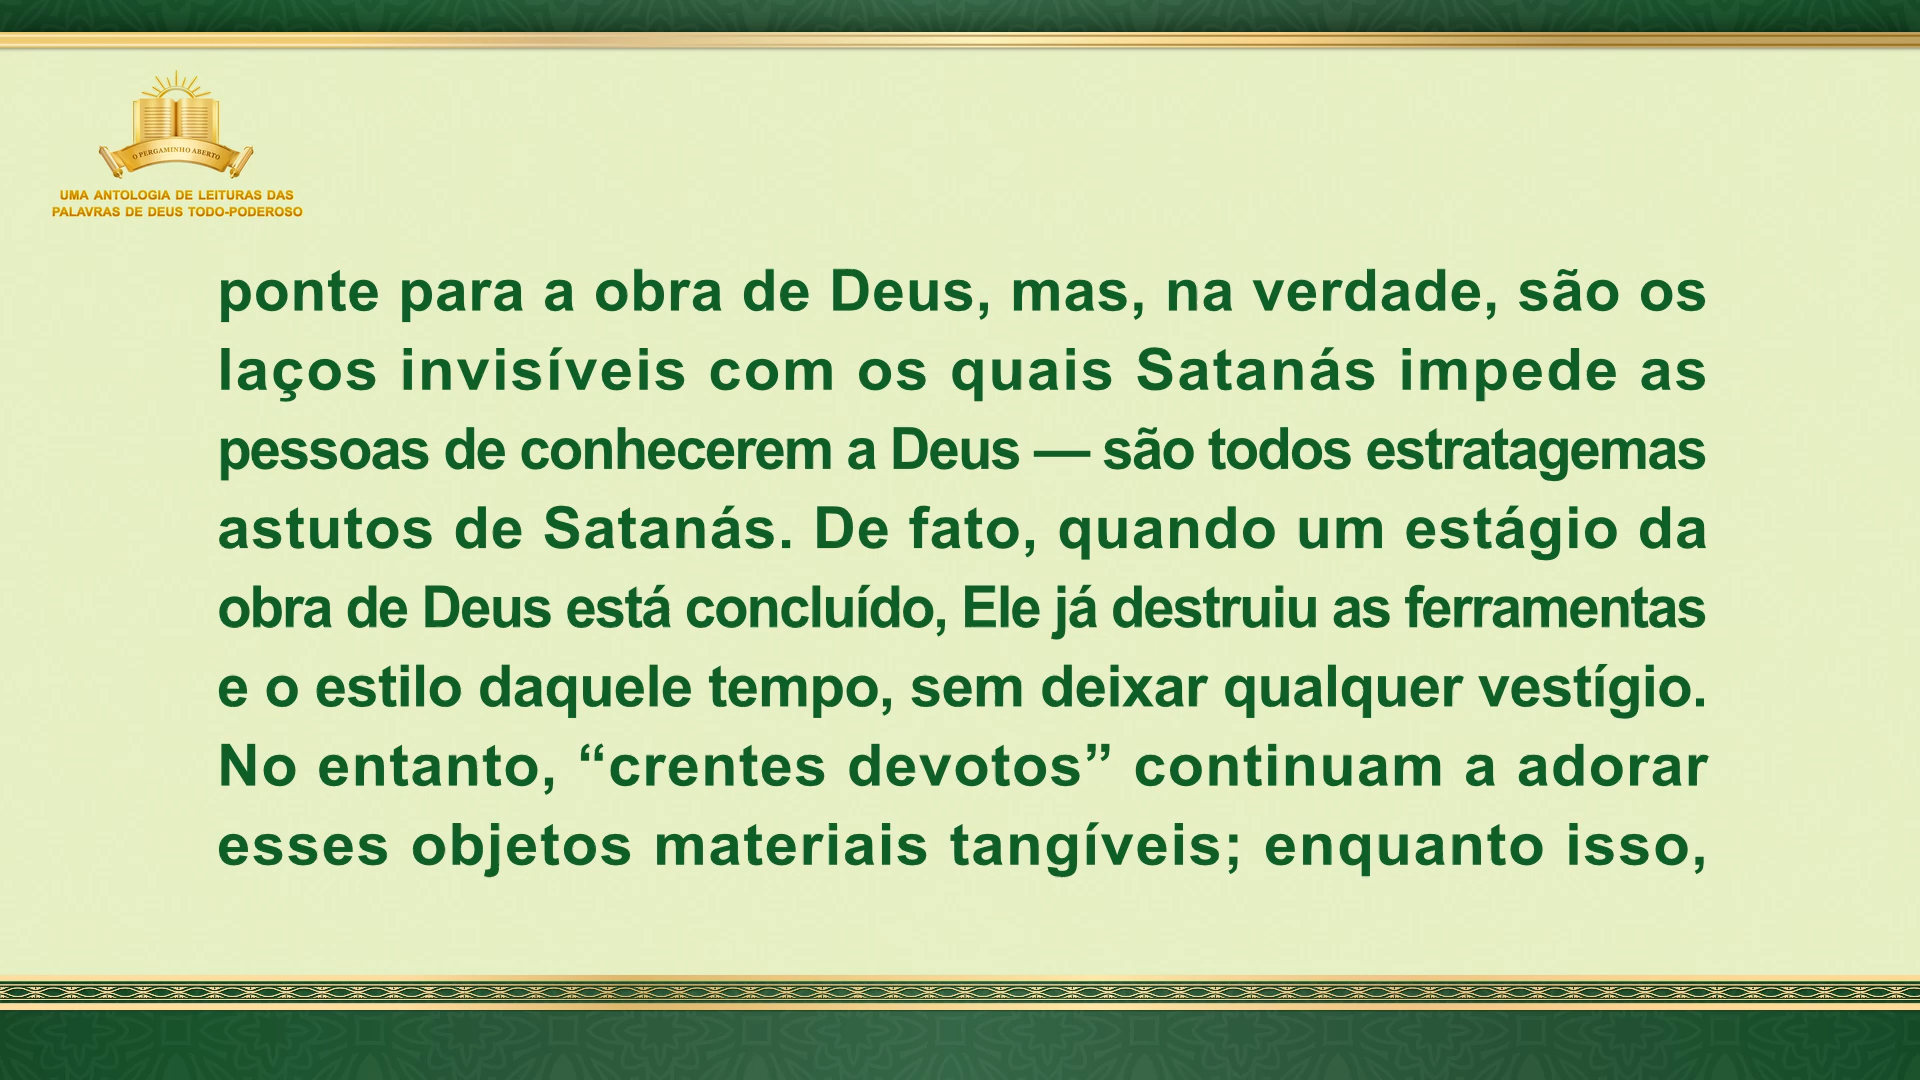 O PERGAMINHO ABERTO
UMA ANTOLOGIA DE LEITURAS DAS
PALAVRAS DE DEUS TODO-PODEROSO
ponte para a obra de Deus, mas, na verdade, são os
laços invisíveis com os quais Satanás impede as
pessoas de conhecerem a Deus — são todos estratagemas
astutos de Satanás. De fato, quando um estágio da
obra de Deus está concluído, Ele já destruiu as ferramentas
e o estilo daquele tempo, sem deixar qualquer vestígio.
No entanto, “crentes devotos” continuam a adorar
esses objetos materiais tangíveis; enquanto isso,